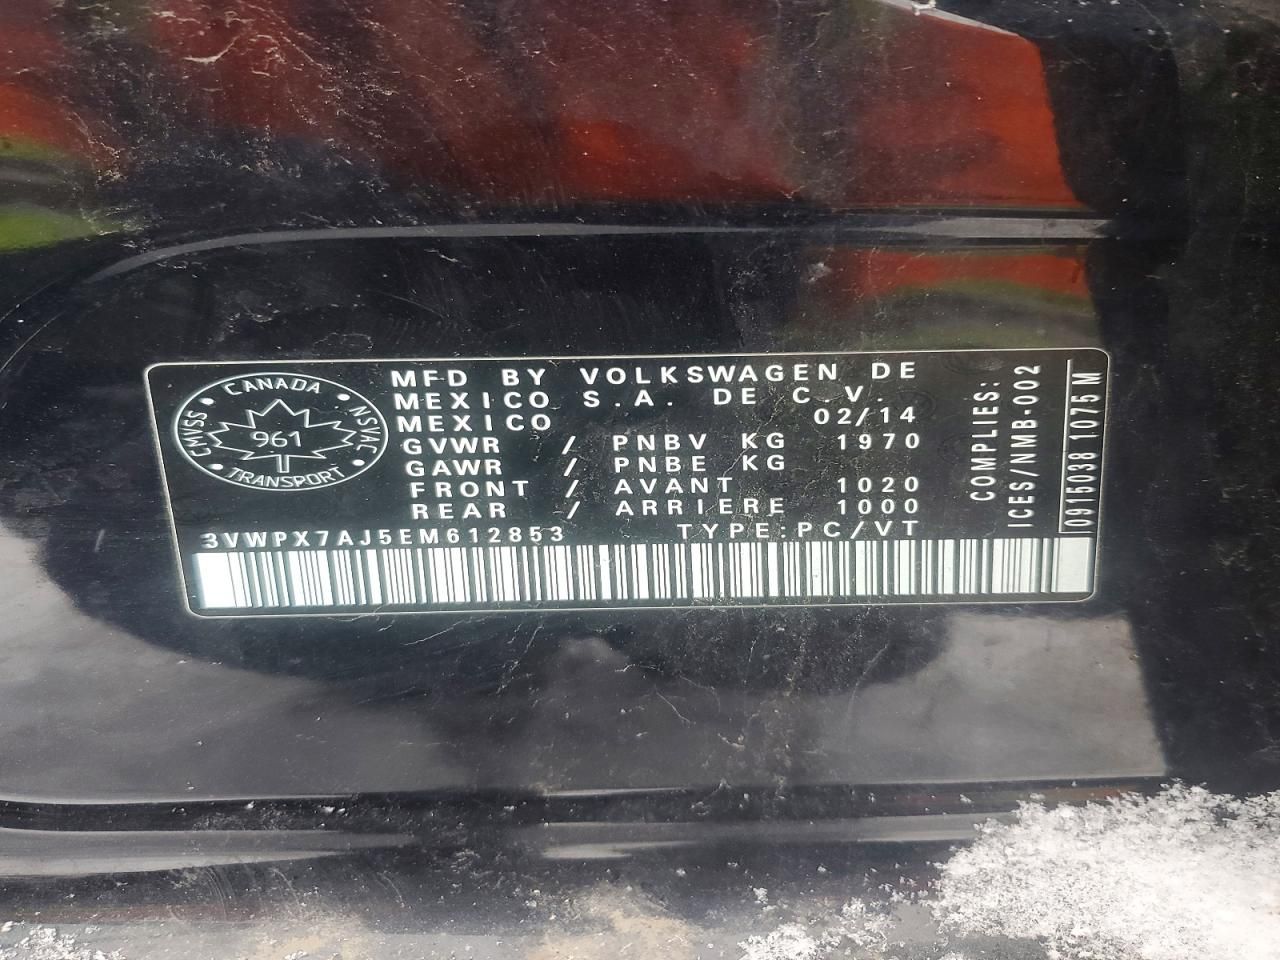 CANADA
CMVSS · NSVAC
961
TRANSPORT
MFD BY VOLKSWAGEN DE
MEXICO S.A. DE C.V.
MEXICO 02/14
GVWR / PNBV KG 1970
GAWR / PNBE KG
FRONT / AVANT 1020
REAR / ARRIERE 1000
3VWPX7AJ5EM612853 TYPE:PC/VT
COMPLIES:
ICES/NMB-002
0915038 1075 M